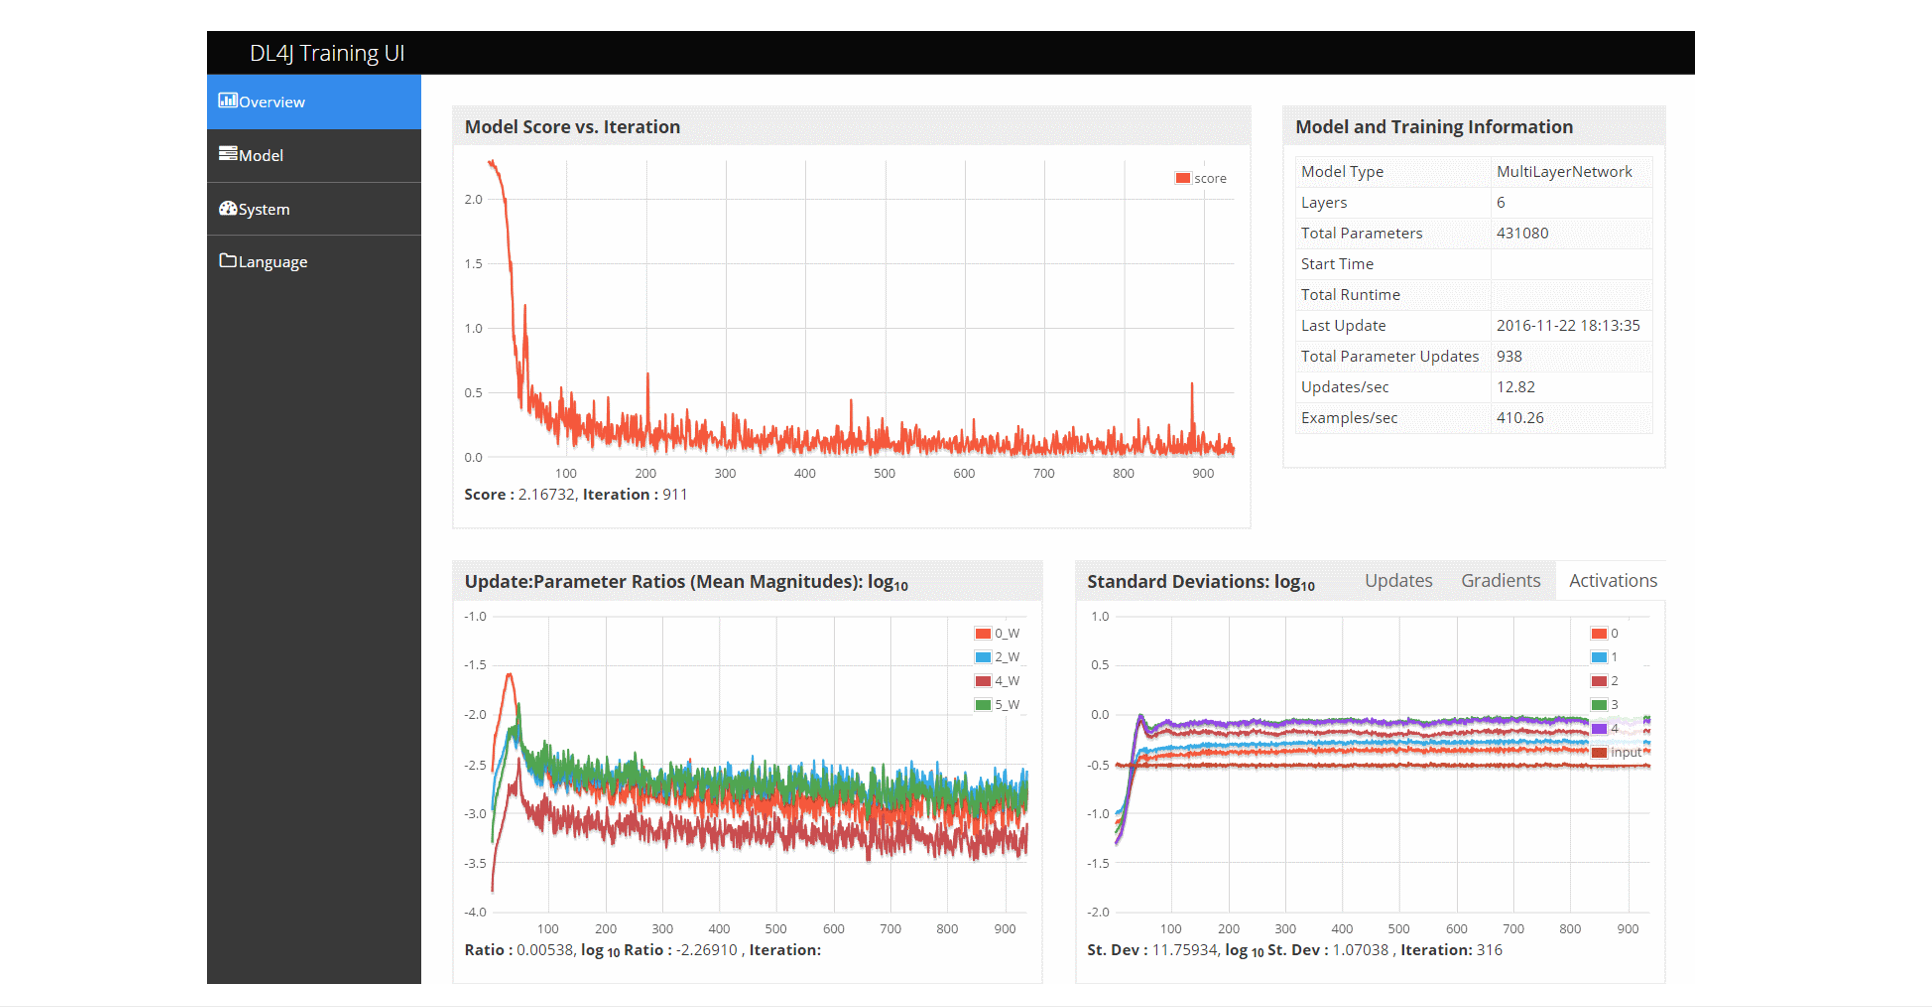 DL4J Training UI
Overview
Model
System
Language
Model Score vs. Iteration
score
2.0
1.5
1.0
0.5
0.0
100 200 300 400 500 600 700 800 900
Score : 2.16732, Iteration : 911
Model and Training Information
Model Type MultiLayerNetwork
Layers 6
Total Parameters 431080
Start Time
Total Runtime
Last Update 2016-11-22 18:13:35
Total Parameter Updates 938
Updates/sec 12.82
Examples/sec 410.26
Update:Parameter Ratios (Mean Magnitudes): log10
-1.0
-1.5
-2.0
-2.5
-3.0
-3.5
-4.0
0_W
2_W
4_W
5_W
100 200 300 400 500 600 700 800 900
Ratio : 0.00538, log 10 Ratio : -2.26910 , Iteration:
Standard Deviations: log10 Updates Gradients Activations
1.0
0.5
0.0
-0.5
-1.0
-1.5
-2.0
0
1
2
3
4
input
100 200 300 400 500 600 700 800 900
St. Dev : 11.75934, log 10 St. Dev : 1.07038 , Iteration: 316